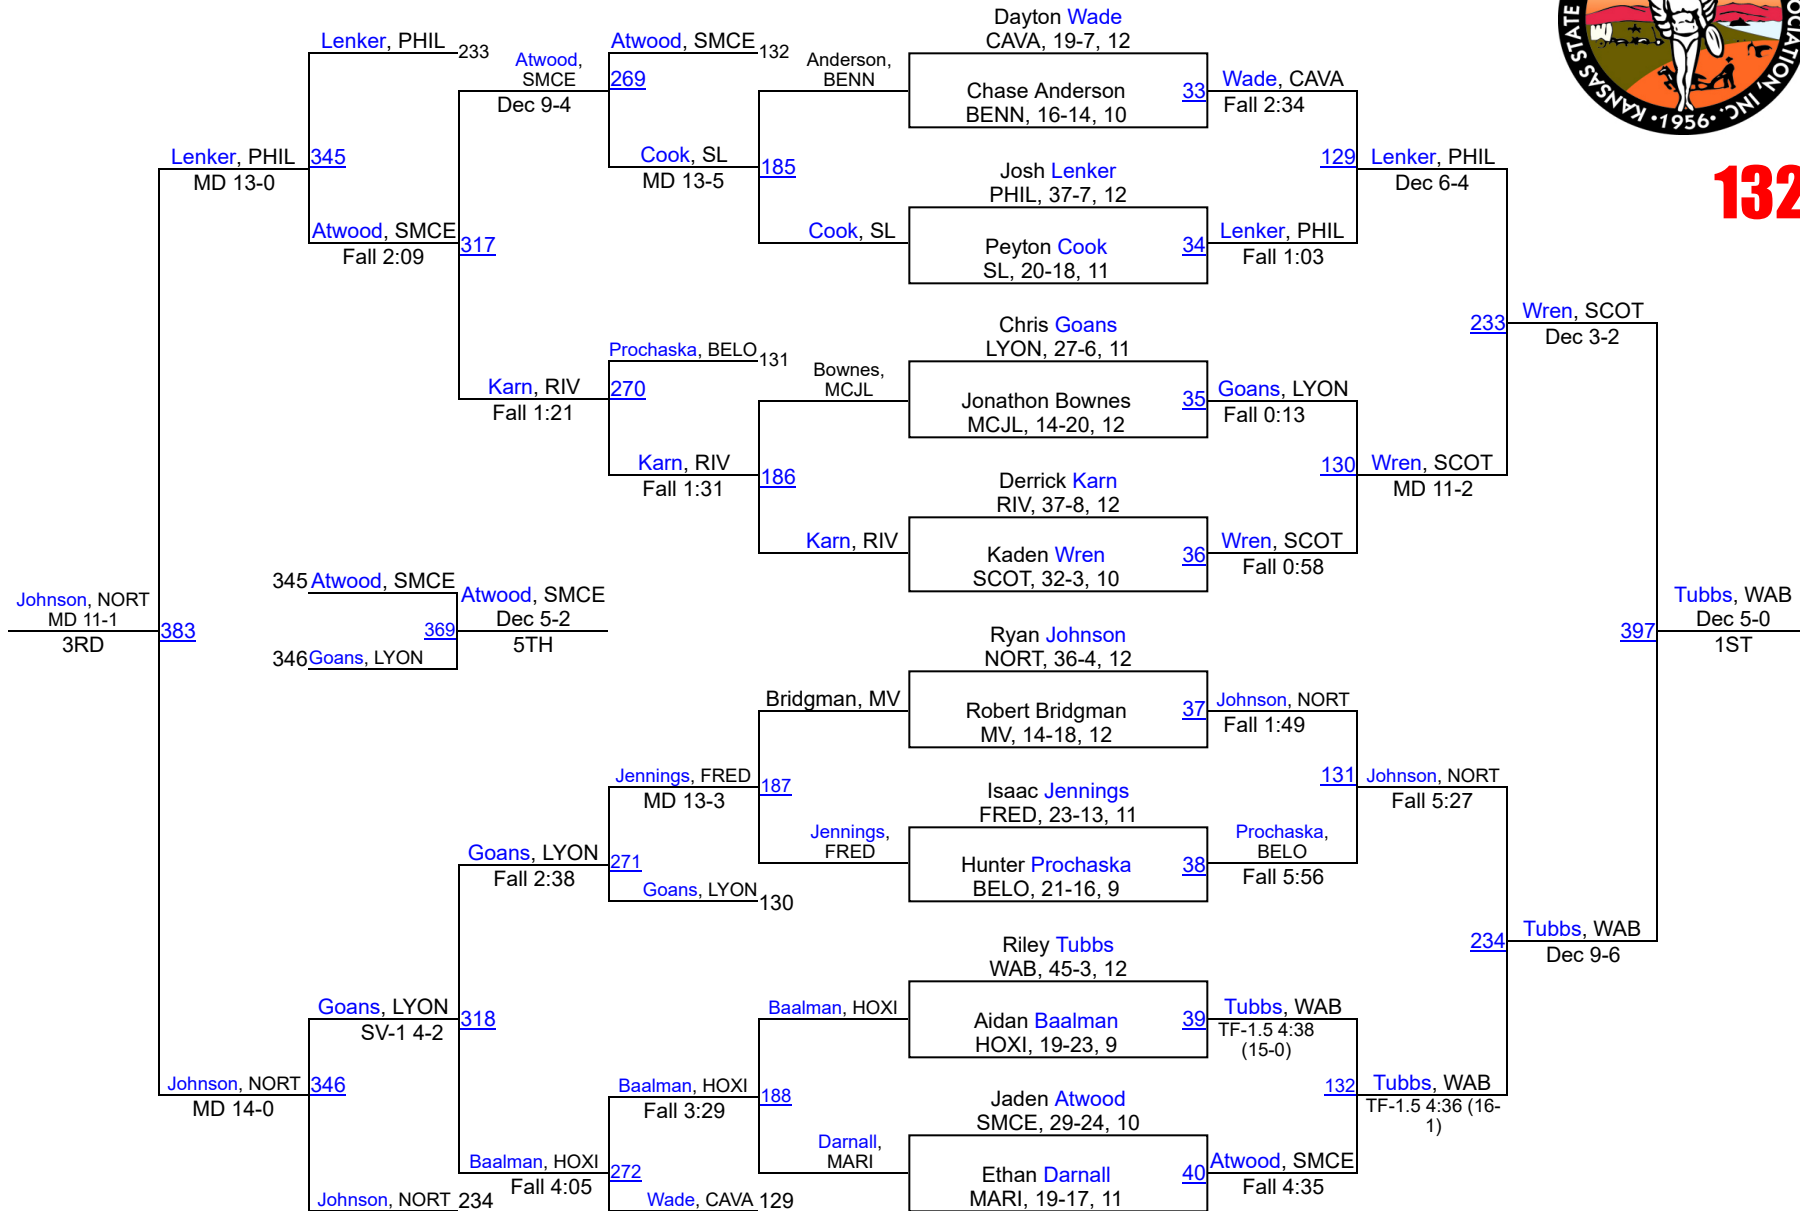 Lenker, PHIL
233
Lenker, PHIL
MD 13-0
345
Atwood, SMCE
Fall 2:09
Atwood,
SMCE
Dec 9-4
317
Karn, RIV
Fall 1:21
Atwood, SMCE
132
269
Cook, SL
MD 13-5
Prochaska, BELO
131
270
Karn, RIV
Fall 1:31
Anderson,
BENN
185
Cook, SL
Bownes,
MCJL
186
Karn, RIV
Johnson, NORT
MD 11-1
3RD
383
345
Atwood, SMCE
346
Goans, LYON
369
Atwood, SMCE
Dec 5-2
5TH
Bridgman, MV
Jennings, FRED
MD 13-3
187
Jennings,
FRED
Goans, LYON
Fall 2:38
271
Goans, LYON
130
Goans, LYON
SV-1 4-2
318
Johnson, NORT
MD 14-0
346
Johnson, NORT
234
Baalman, HOXI
Fall 4:05
272
Baalman, HOXI
Fall 3:29
188
Wade, CAVA
129
Baalman, HOXI
Darnall,
MARI
Dayton Wade
CAVA, 19-7, 12
Chase Anderson
BENN, 16-14, 10
33
Josh Lenker
PHIL, 37-7, 12
Peyton Cook
SL, 20-18, 11
34
Chris Goans
LYON, 27-6, 11
Jonathon Bownes
MCJL, 14-20, 12
35
Derrick Karn
RIV, 37-8, 12
Kaden Wren
SCOT, 32-3, 10
36
Ryan Johnson
NORT, 36-4, 12
Robert Bridgman
MV, 14-18, 12
37
Isaac Jennings
FRED, 23-13, 11
Hunter Prochaska
BELO, 21-16, 9
38
Riley Tubbs
WAB, 45-3, 12
Aidan Baalman
HOXI, 19-23, 9
39
Jaden Atwood
SMCE, 29-24, 10
Ethan Darnall
MARI, 19-17, 11
40
Wade, CAVA
Fall 2:34
129
Lenker, PHIL
Fall 1:03
Goans, LYON
Fall 0:13
130
Wren, SCOT
Fall 0:58
Johnson, NORT
Fall 1:49
131
Prochaska,
BELO
Fall 5:56
Tubbs, WAB
TF-1.5 4:38
(15-0)
132
Atwood, SMCE
Fall 4:35
Lenker, PHIL
Dec 6-4
233
Wren, SCOT
MD 11-2
Johnson, NORT
Fall 5:27
234
Tubbs, WAB
TF-1.5 4:36 (16-
1)
Wren, SCOT
Dec 3-2
397
Tubbs, WAB
Dec 9-6
Tubbs, WAB
Dec 5-0
1ST
KANSAS STATE
INC.
•1956•
132